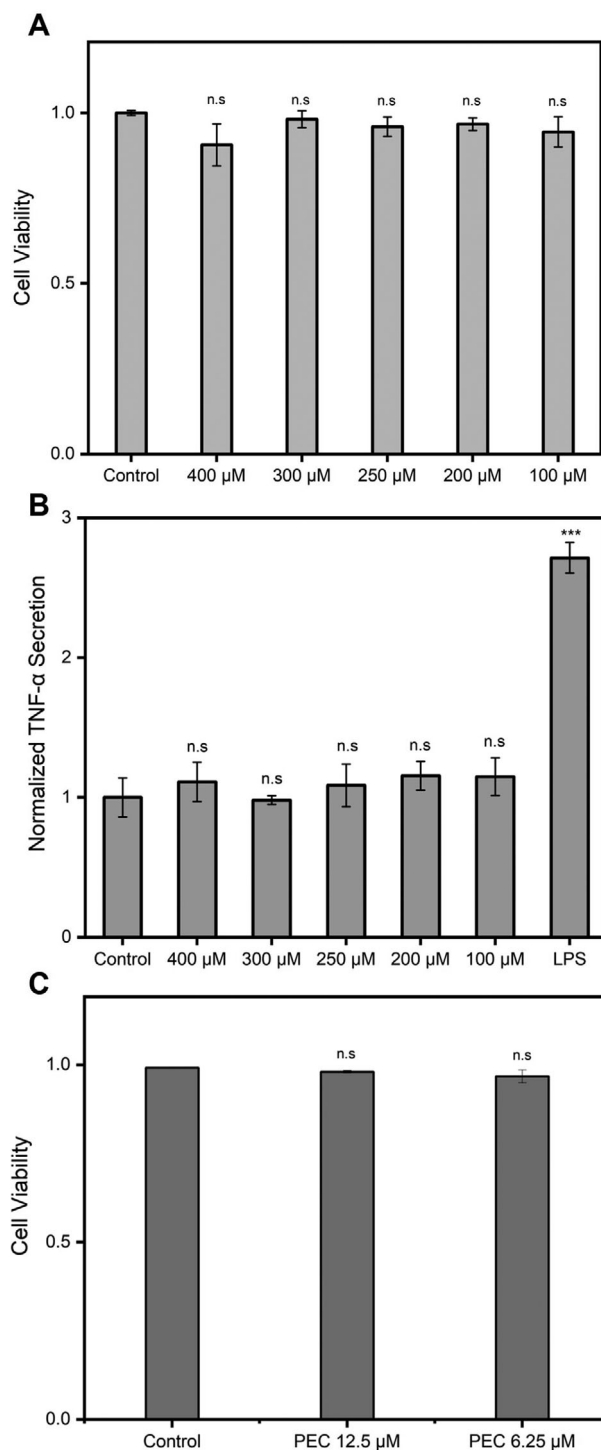 A
n.s n.s n.s n.s n.s
1.0
0.5
0.0
Cell Viability
Control 400 µM 300 µM 250 µM 200 µM 100 µM
B
3
***
2
n.s n.s n.s n.s n.s
1
0
Normalized TNF-α Secretion
Control 400 µM 300 µM 250 µM 200 µM 100 µM LPS
C
n.s n.s
1.0
0.5
0.0
Cell Viability
Control PEC 12.5 µM PEC 6.25 µM